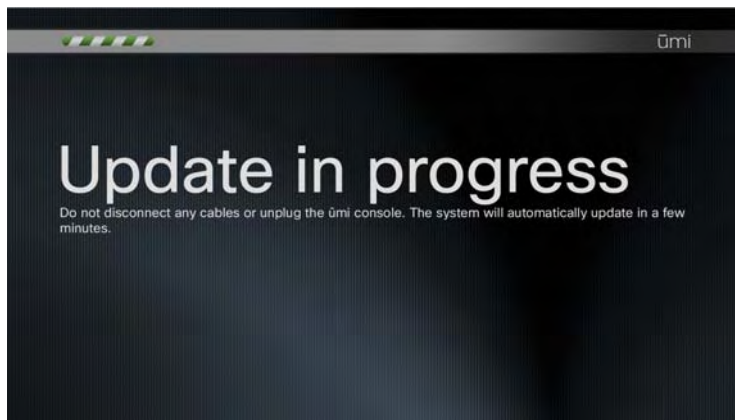 ūmi
Update in progress
Do not disconnect any cables or unplug the ūmi console. The system will automatically update in a few
minutes.